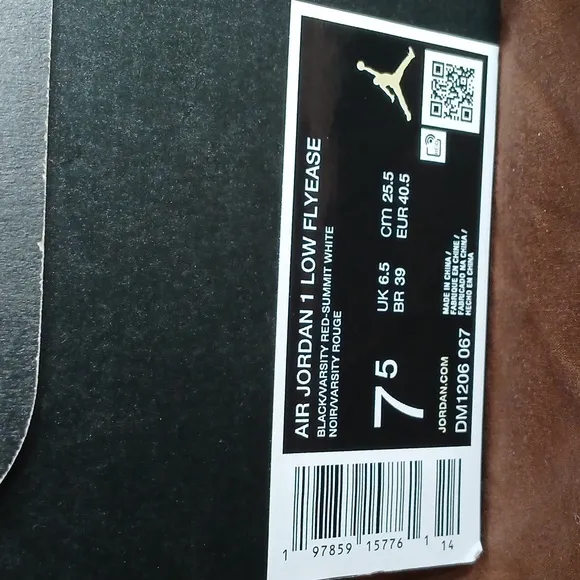 AIR JORDAN 1 LOW FLYEASE
BLACK/VARSITY RED-SUMMIT WHITE
NOIR/VARSITY ROUGE
7 5
UK 6.5 cm 25.5
BR 39 EUR 40.5
JORDAN.COM
DM1206 067
MADE IN CHINA /
FABRIQUÉ EN CHINE /
FABRICADO NA CHINA /
HECHO EN CHINA
1 97859 15776 1 14